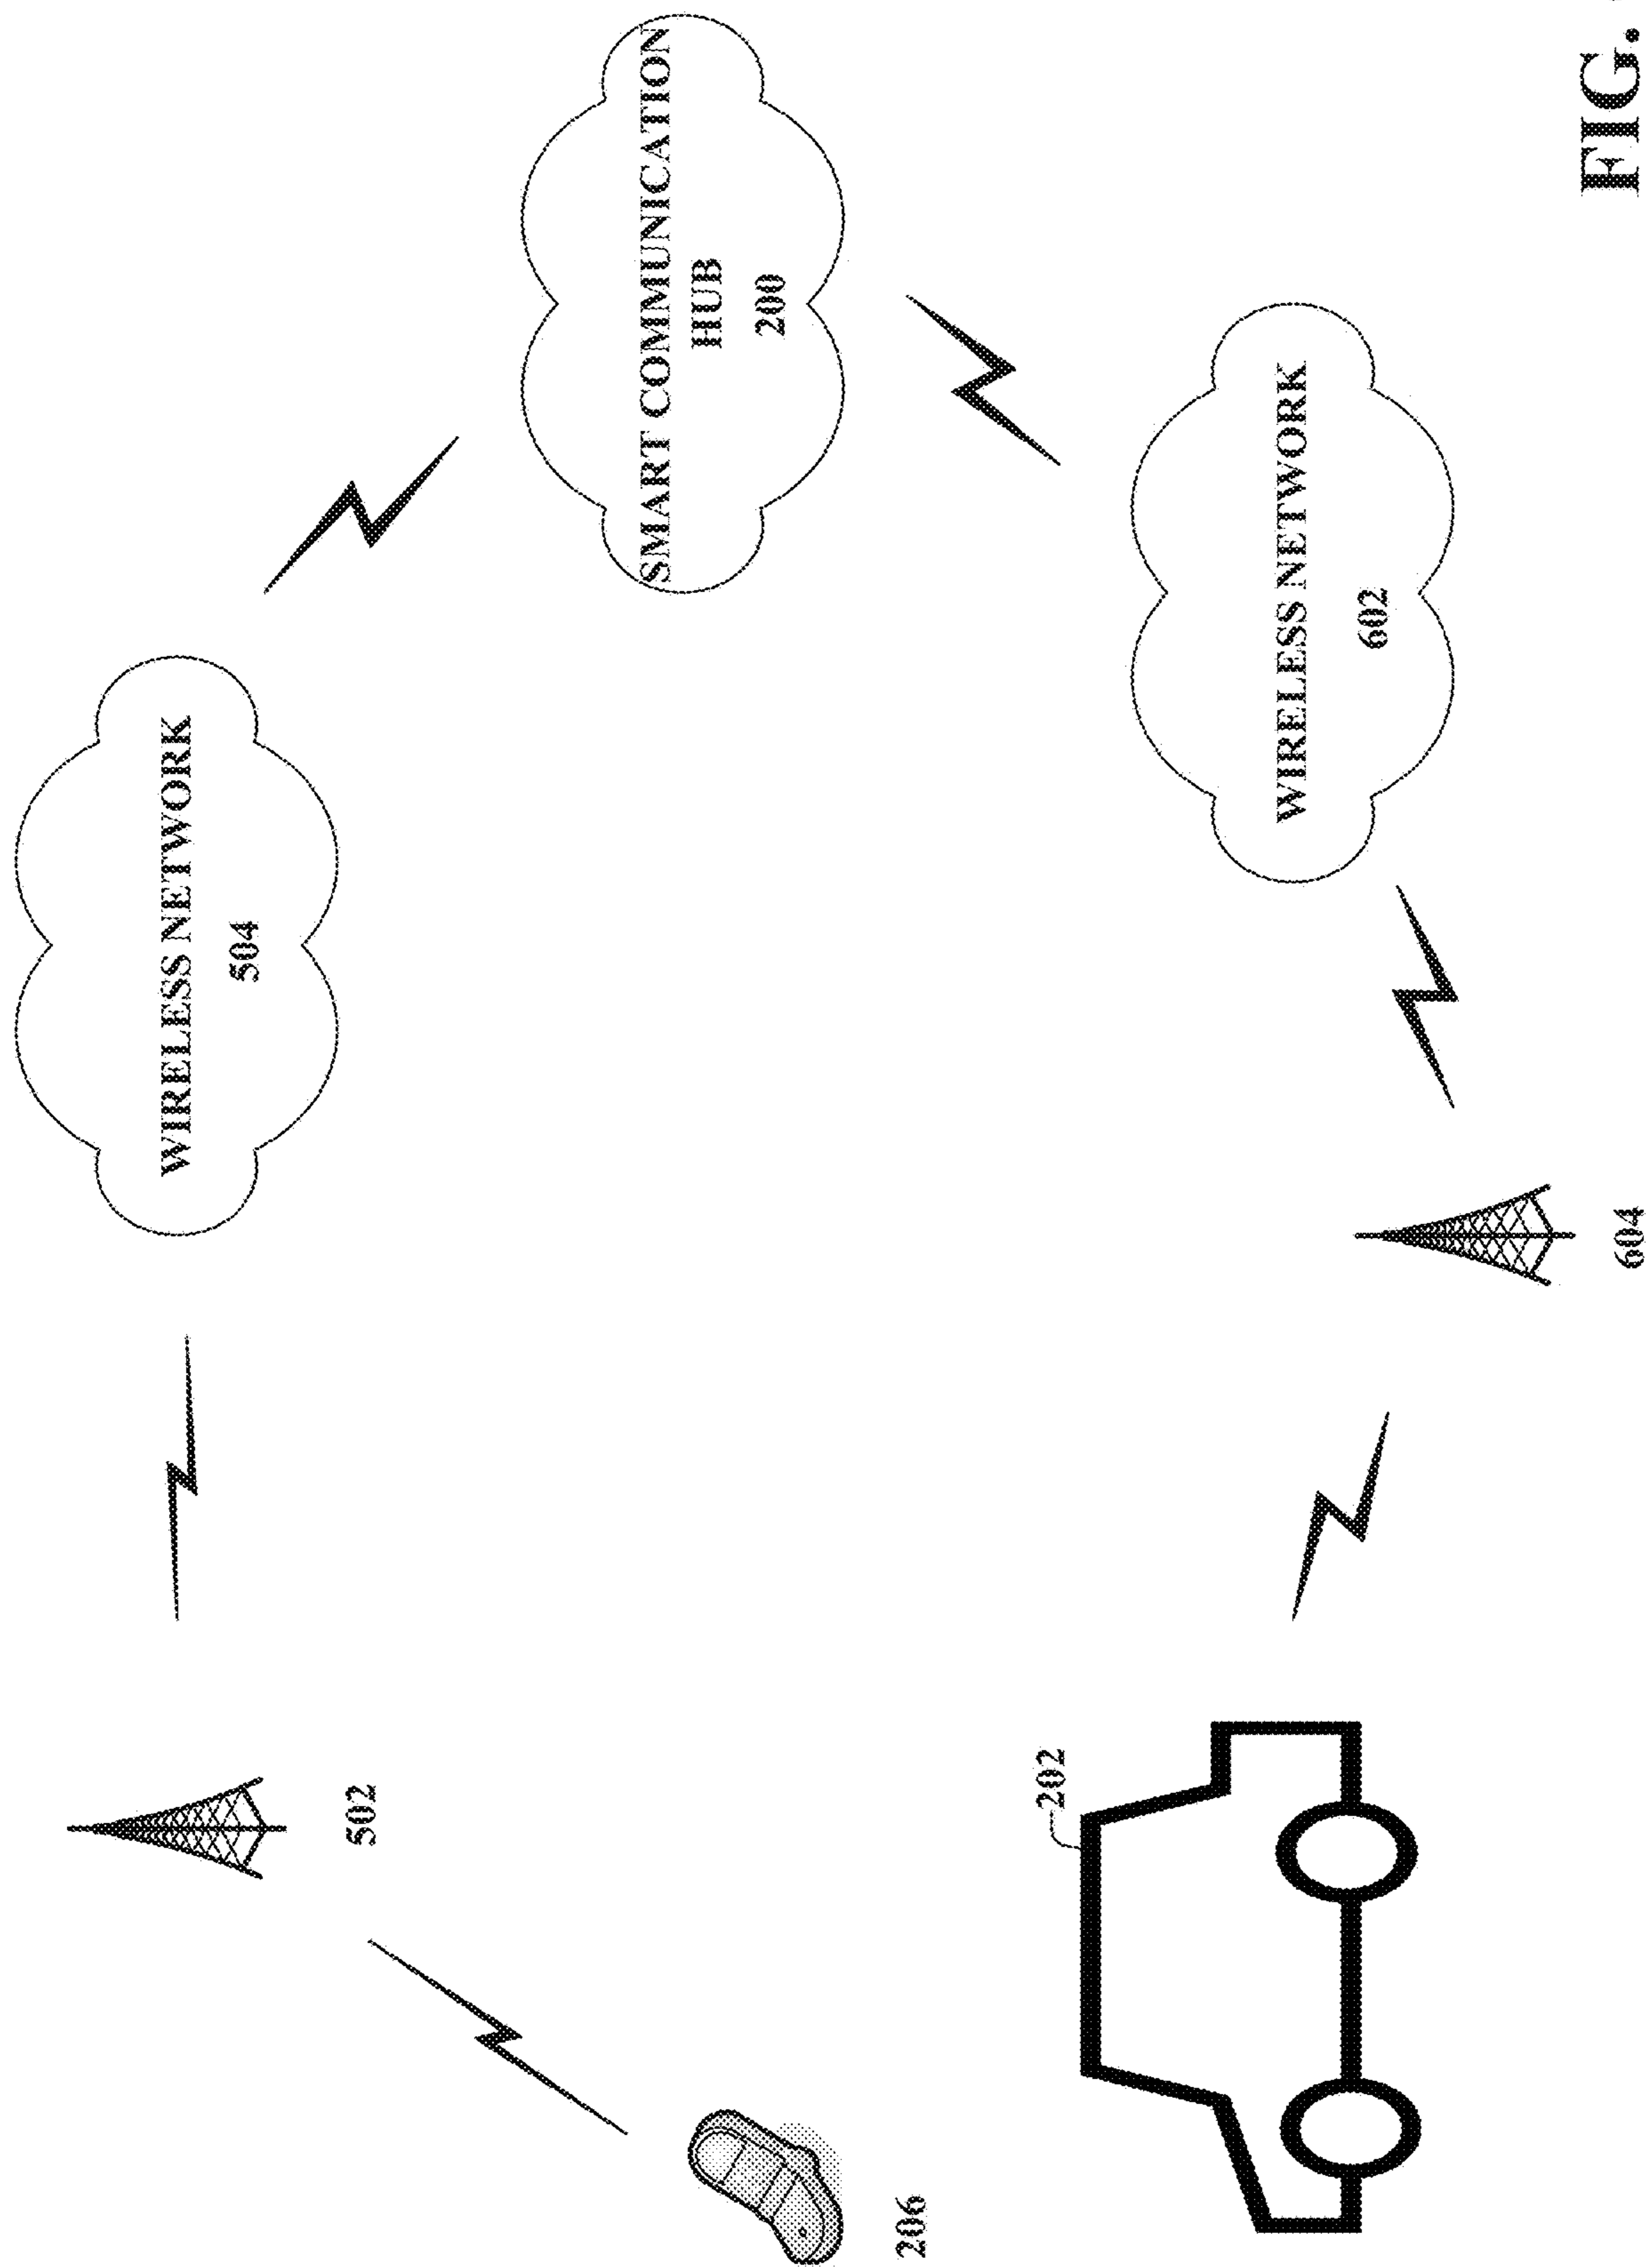 WIRELESS NETWORK
504
502
SMART COMMUNICATION
HUB
200
206
202
WIRELESS NETWORK
602
604
FIG.